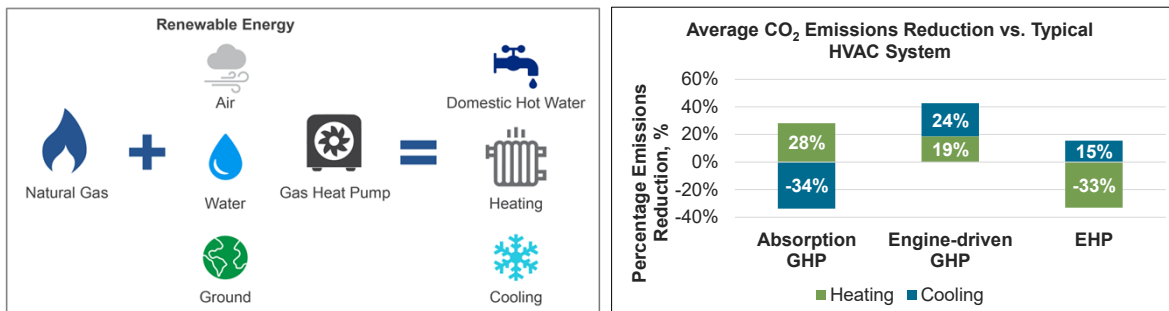 Renewable Energy
Air
Domestic Hot Water
Natural Gas
Water
Gas Heat Pump
Heating
Ground
Cooling
Average CO₂ Emissions Reduction vs. Typical
HVAC System
Percentage Emissions
Reduction, %
60%
40%
20%
0%
-20%
-40%
28%
-34%
24%
19%
15%
-33%
Absorption
GHP
Engine-driven
GHP
EHP
Heating
Cooling